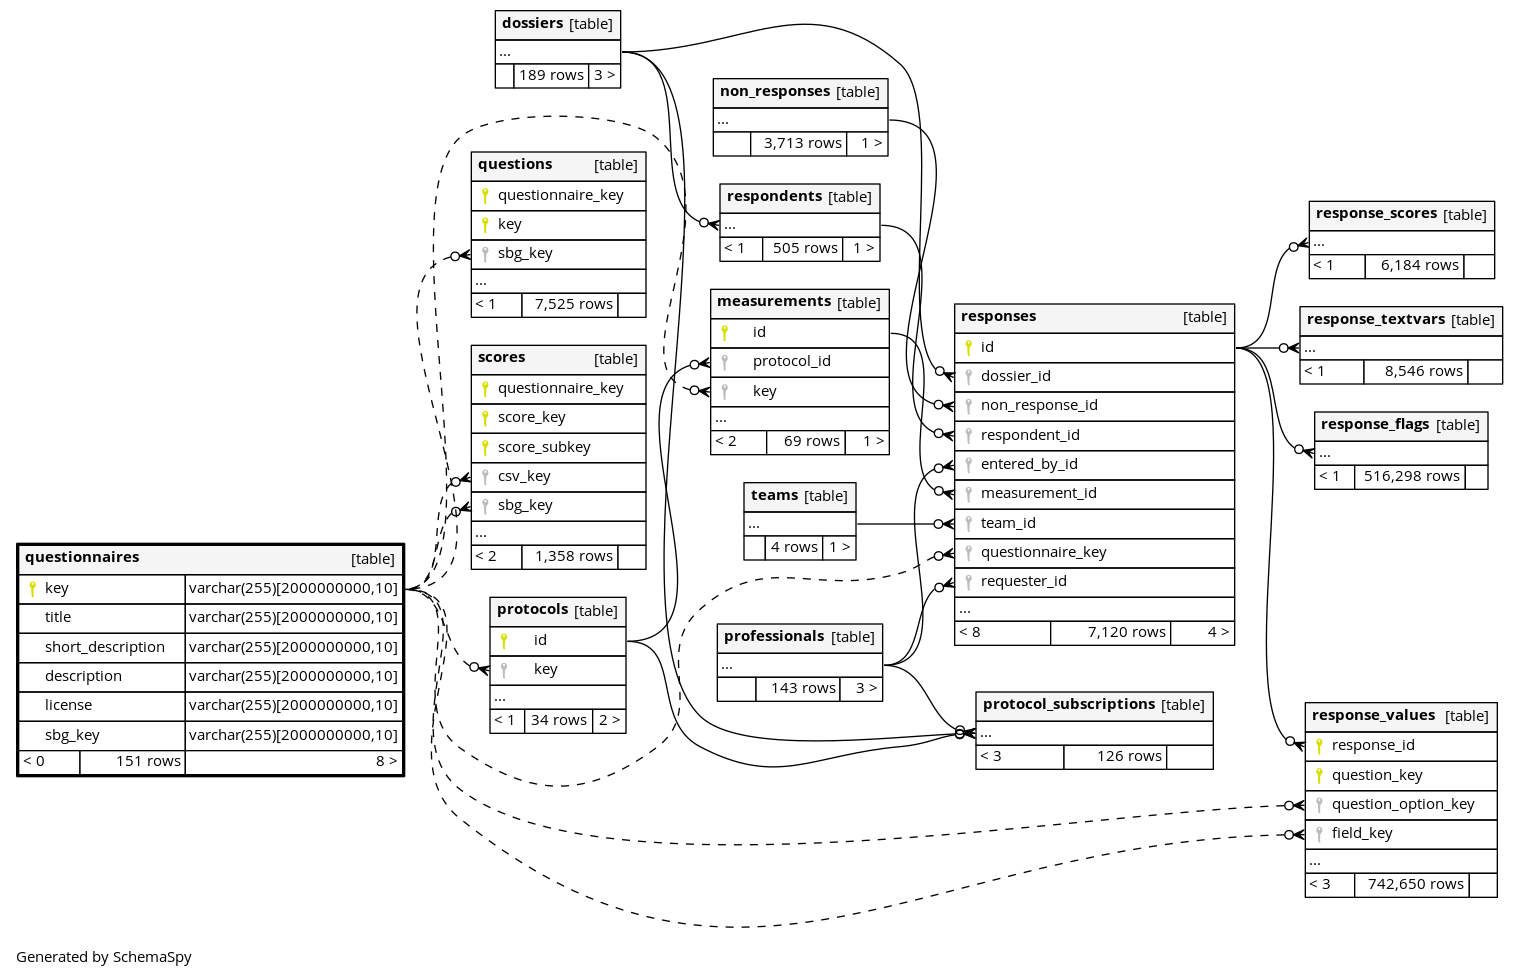 dossiers [table]
...
189 rows 3 >
non_responses [table]
...
3,713 rows 1 >
questions [table]
questionnaire_key
key
sbg_key
...
< 1 7,525 rows
respondents [table]
...
< 1 505 rows 1 >
response_scores [table]
...
< 1 6,184 rows
measurements [table]
id
protocol_id
key
...
< 2 69 rows 1 >
responses [table]
id
dossier_id
non_response_id
respondent_id
entered_by_id
measurement_id
team_id
questionnaire_key
requester_id
...
< 8 7,120 rows 4 >
response_textvars [table]
...
< 1 8,546 rows
scores [table]
questionnaire_key
score_key
score_subkey
csv_key
sbg_key
...
< 2 1,358 rows
response_flags [table]
...
< 1 516,298 rows
teams [table]
...
4 rows 1 >
questionnaires [table]
key varchar(255)[2000000000,10]
title varchar(255)[2000000000,10]
short_description varchar(255)[2000000000,10]
description varchar(255)[2000000000,10]
license varchar(255)[2000000000,10]
sbg_key varchar(255)[2000000000,10]
< 0 151 rows 8 >
protocols [table]
id
key
...
< 1 34 rows 2 >
professionals [table]
...
143 rows 3 >
protocol_subscriptions [table]
...
< 3 126 rows
response_values [table]
response_id
question_key
question_option_key
field_key
...
< 3 742,650 rows
Generated by SchemaSpy